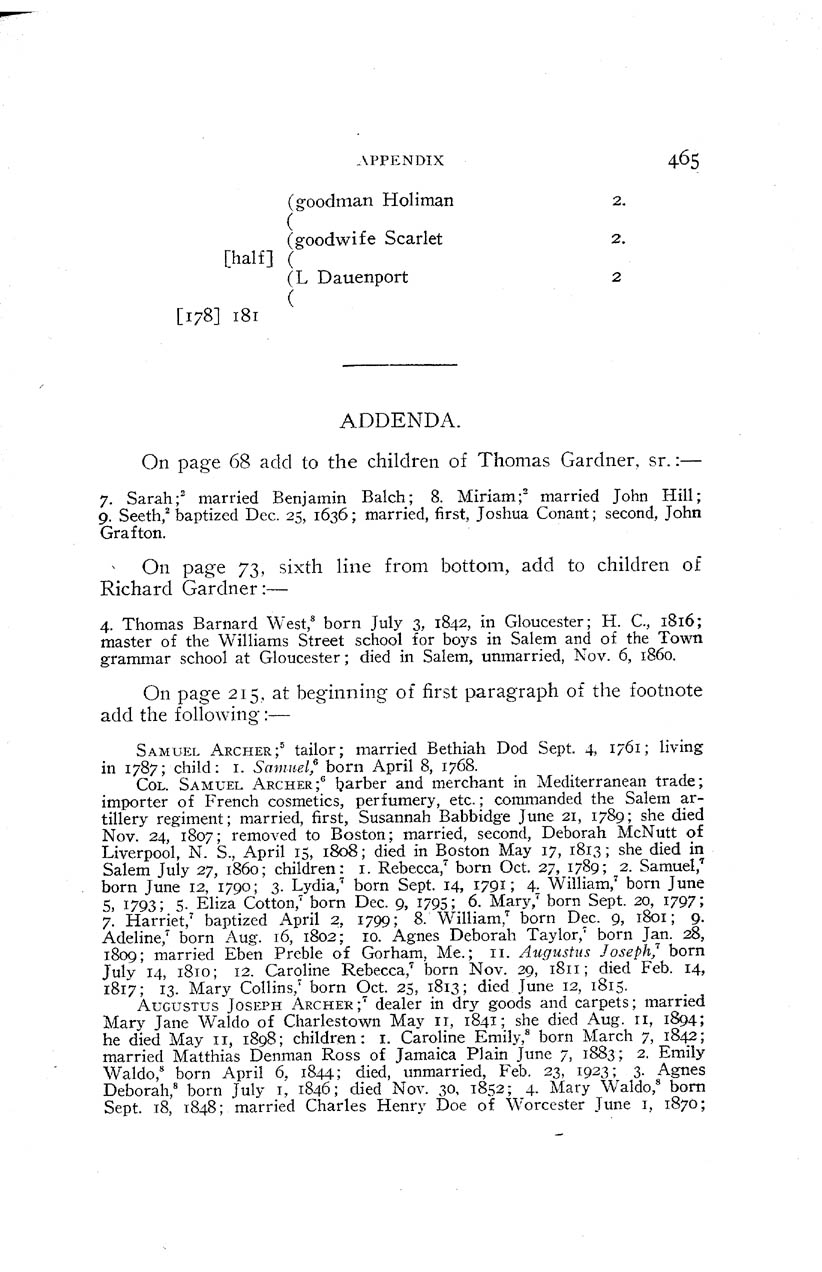 APPENDIX 465
(goodman Holiman 2.
(
(goodwife Scarlet 2.
[half] (
(L Dauenport 2
(
[178] 181
ADDENDA.
On page 68 add to the children of Thomas Gardner, sr.:—
7. Sarah;² married Benjamin Balch; 8. Miriam;² married John Hill;
9. Seeth,² baptized Dec. 25, 1636; married, first, Joshua Conant; second, John
Grafton.
On page 73, sixth line from bottom, add to children of
Richard Gardner:—
4. Thomas Barnard West,⁸ born July 3, 1842, in Gloucester; H. C., 1816;
master of the Williams Street school for boys in Salem and of the Town
grammar school at Gloucester; died in Salem, unmarried, Nov. 6, 1860.
On page 215, at beginning of first paragraph of the footnote
add the following:—
SAMUEL ARCHER;⁵ tailor; married Bethiah Dod Sept. 4, 1761; living
in 1787; child: 1. Samuel,⁶ born April 8, 1768.
COL. SAMUEL ARCHER;⁶ barber and merchant in Mediterranean trade;
importer of French cosmetics, perfumery, etc.; commanded the Salem ar-
tillery regiment; married, first, Susannah Babbidge June 21, 1789; she died
Nov. 24, 1807; removed to Boston; married, second, Deborah McNutt of
Liverpool, N. S., April 15, 1808; died in Boston May 17, 1813; she died in
Salem July 27, 1860; children: 1. Rebecca,⁷ born Oct. 27, 1789; 2. Samuel,⁷
born June 12, 1790; 3. Lydia,⁷ born Sept. 14, 1791; 4. William,⁷ born June
5, 1793; 5. Eliza Cotton,⁷ born Dec. 9, 1795; 6. Mary,⁷ born Sept. 20, 1797;
7. Harriet,⁷ baptized April 2, 1799; 8. William,⁷ born Dec. 9, 1801; 9.
Adeline,⁷ born Aug. 16, 1802; 10. Agnes Deborah Taylor,⁷ born Jan. 28,
1809; married Eben Preble of Gorham, Me.; 11. Augustus Joseph,⁷ born
July 14, 1810; 12. Caroline Rebecca,⁷ born Nov. 29, 1811; died Feb. 14,
1817; 13. Mary Collins,⁷ born Oct. 25, 1813; died June 12, 1815.
AUGUSTUS JOSEPH ARCHER;⁷ dealer in dry goods and carpets; married
Mary Jane Waldo of Charlestown May 11, 1841; she died Aug. 11, 1894;
he died May 11, 1898; children: 1. Caroline Emily,⁸ born March 7, 1842;
married Matthias Denman Ross of Jamaica Plain June 7, 1883; 2. Emily
Waldo,⁸ born April 6, 1844; died, unmarried, Feb. 23, 1923; 3. Agnes
Deborah,⁸ born July 1, 1846; died Nov. 30, 1852; 4. Mary Waldo,⁸ born
Sept. 18, 1848; married Charles Henry Doe of Worcester June 1, 1870;